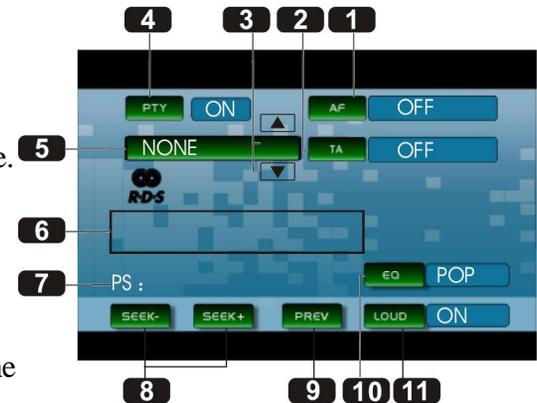 4 3 2 1
PTY ON AF OFF
e. 5 NONE TA OFF
R·D·S
6
7 PS : EQ POP
SEEK- SEEK+ PREV LOUD ON
ne
8 9 10 11